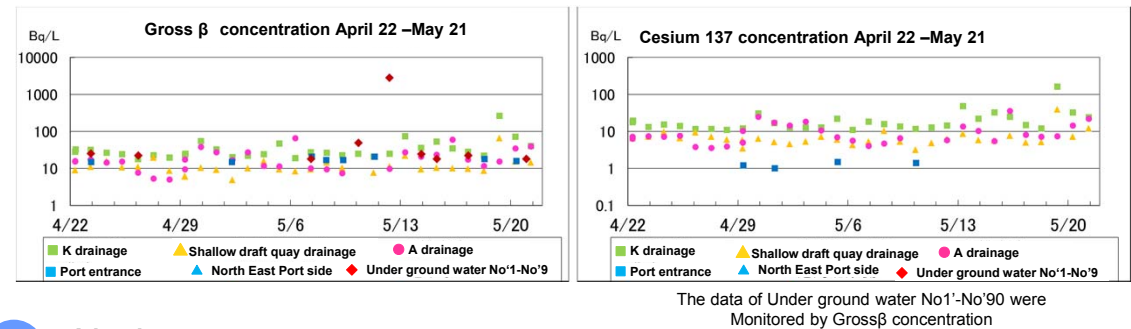 Gross β concentration April 22 –May 21
Bq/L
10000
1000
100
10
1
4/22 4/29 5/6 5/13 5/20
K drainage Shallow draft quay drainage A drainage
Port entrance North East Port side Under ground water No‘1-No’9
Cesium 137 concentration April 22 –May 21
Bq/L
1000
100
10
1
0.1
4/22 4/29 5/6 5/13 5/20
K drainage Shallow draft quay drainage A drainage
Port entrance North East Port side Under ground water No‘1-No’9
The data of Under ground water No1’-No’90 were
Monitored by Grossβ concentration